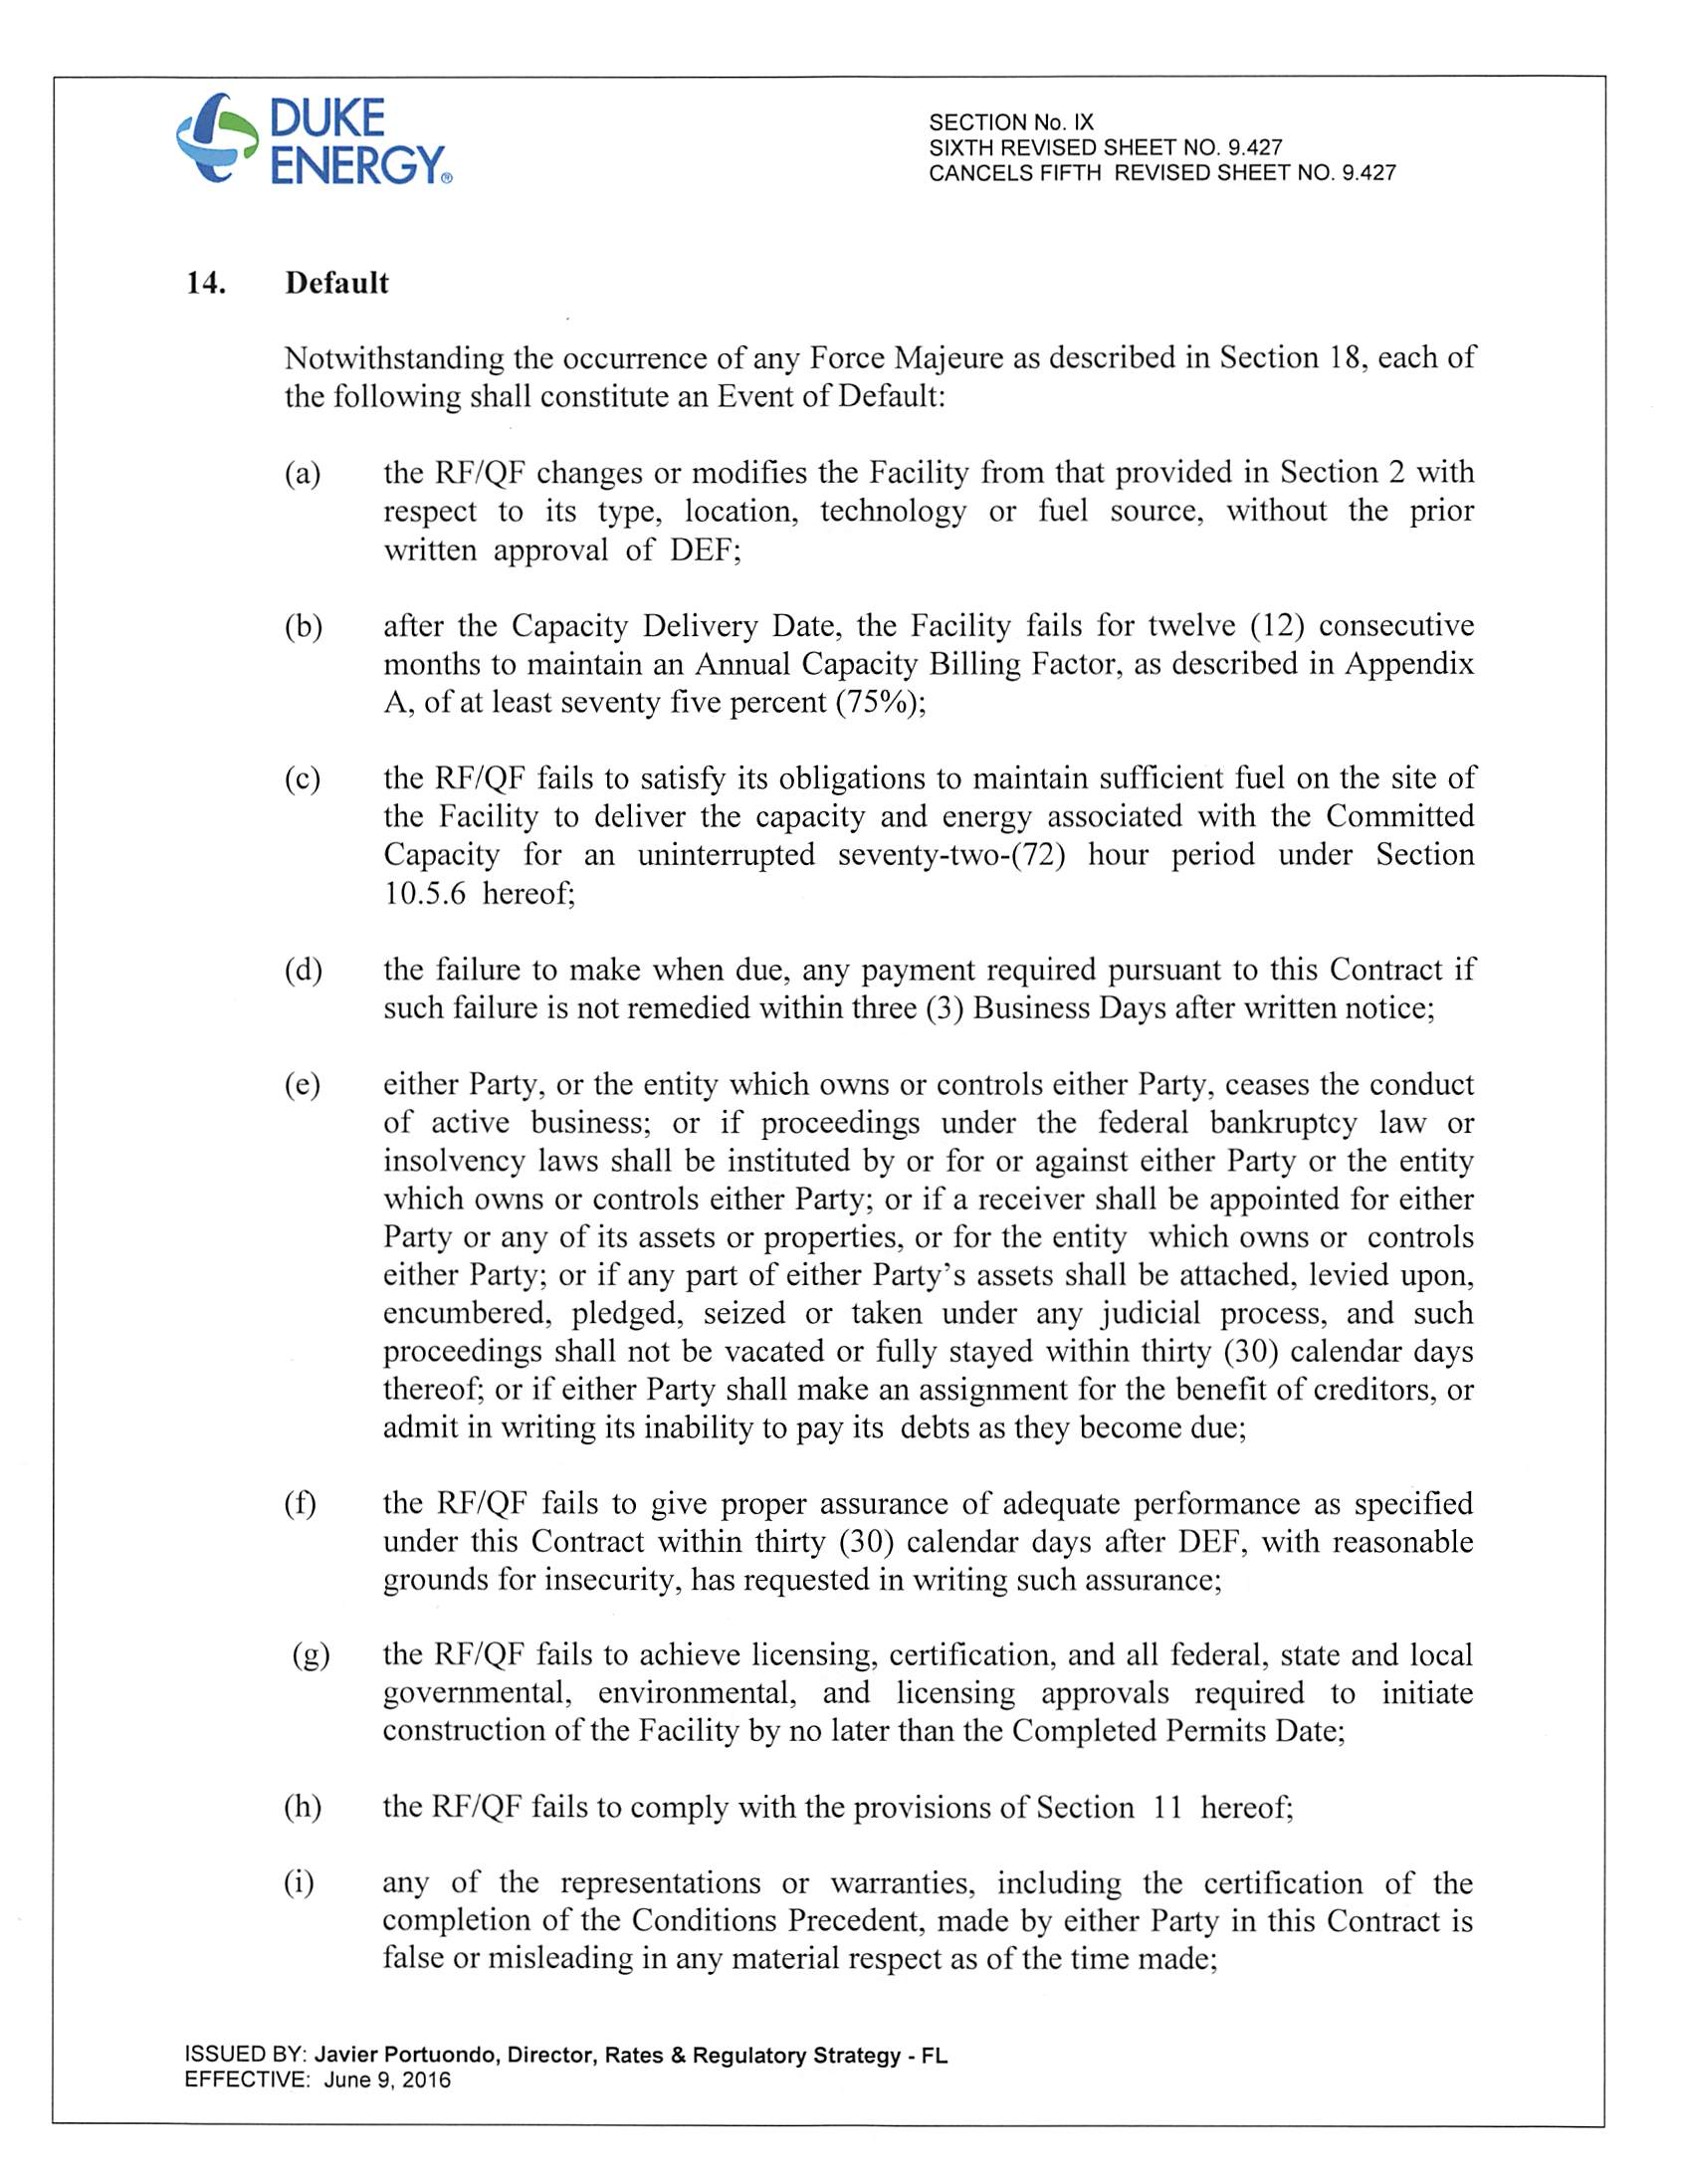 DUKE
ENERGY®
SECTION No. IX
SIXTH REVISED SHEET NO. 9.427
CANCELS FIFTH REVISED SHEET NO. 9.427
14. Default
Notwithstanding the occurrence of any Force Majeure as described in Section 18, each of
the following shall constitute an Event of Default:
(a) the RF/QF changes or modifies the Facility from that provided in Section 2 with
respect to its type, location, technology or fuel source, without the prior
written approval of DEF;
(b) after the Capacity Delivery Date, the Facility fails for twelve (12) consecutive
months to maintain an Annual Capacity Billing Factor, as described in Appendix
A, of at least seventy five percent (75%);
(c) the RF/QF fails to satisfy its obligations to maintain sufficient fuel on the site of
the Facility to deliver the capacity and energy associated with the Committed
Capacity for an uninterrupted seventy-two-(72) hour period under Section
10.5.6 hereof;
(d) the failure to make when due, any payment required pursuant to this Contract if
such failure is not remedied within three (3) Business Days after written notice;
(e) either Party, or the entity which owns or controls either Party, ceases the conduct
of active business; or if proceedings under the federal bankruptcy law or
insolvency laws shall be instituted by or for or against either Party or the entity
which owns or controls either Party; or if a receiver shall be appointed for either
Party or any of its assets or properties, or for the entity which owns or controls
either Party; or if any part of either Party's assets shall be attached, levied upon,
encumbered, pledged, seized or taken under any judicial process, and such
proceedings shall not be vacated or fully stayed within thirty (30) calendar days
thereof; or if either Party shall make an assignment for the benefit of creditors, or
admit in writing its inability to pay its debts as they become due;
(f) the RF/QF fails to give proper assurance of adequate performance as specified
under this Contract within thirty (30) calendar days after DEF, with reasonable
grounds for insecurity, has requested in writing such assurance;
(g) the RF/QF fails to achieve licensing, certification, and all federal, state and local
governmental, environmental, and licensing approvals required to initiate
construction of the Facility by no later than the Completed Permits Date;
(h) the RF/QF fails to comply with the provisions of Section 11 hereof;
(i) any of the representations or warranties, including the certification of the
completion of the Conditions Precedent, made by either Party in this Contract is
false or misleading in any material respect as of the time made;
ISSUED BY: Javier Portuondo, Director, Rates & Regulatory Strategy - FL
EFFECTIVE: June 9, 2016